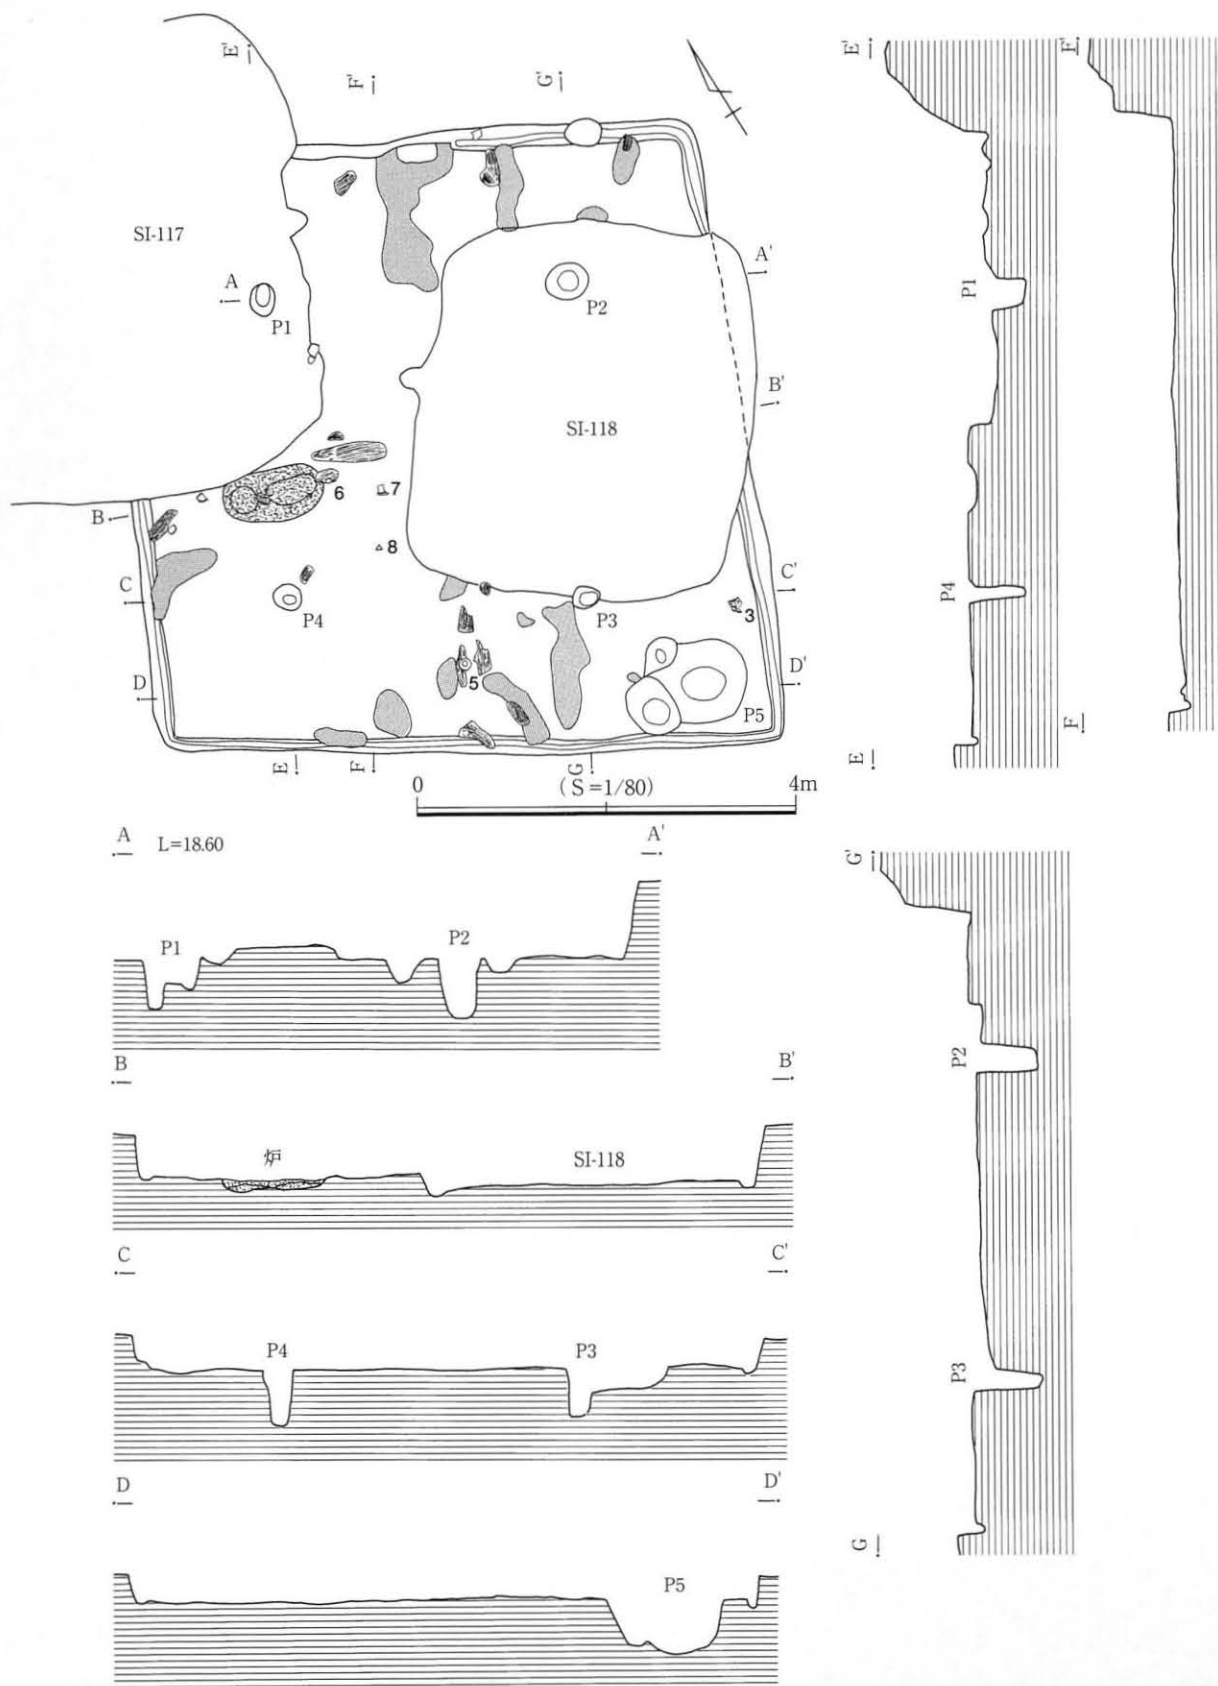 E'
F'
G'
SI-117
A
P1
P2
A'
B'
SI-118
6
7
B
8
C
C'
P4
P3
3
D
5
D'
P5
E
F
G
0
(S=1/80)
4m
A
L=18.60
A'
P1
P2
B
B'
炉
SI-118
C
C'
P4
P3
D
D'
P5
E'
F'
P1
P4
E
F
G'
P2
P3
G